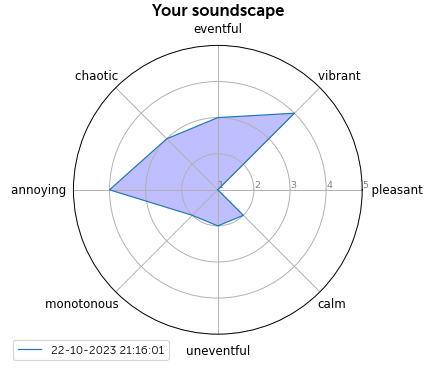 Your soundscape
eventful
chaotic
vibrant
annoying
1
2
3
4
5
pleasant
monotonous
calm
uneventful
22-10-2023 21:16:01